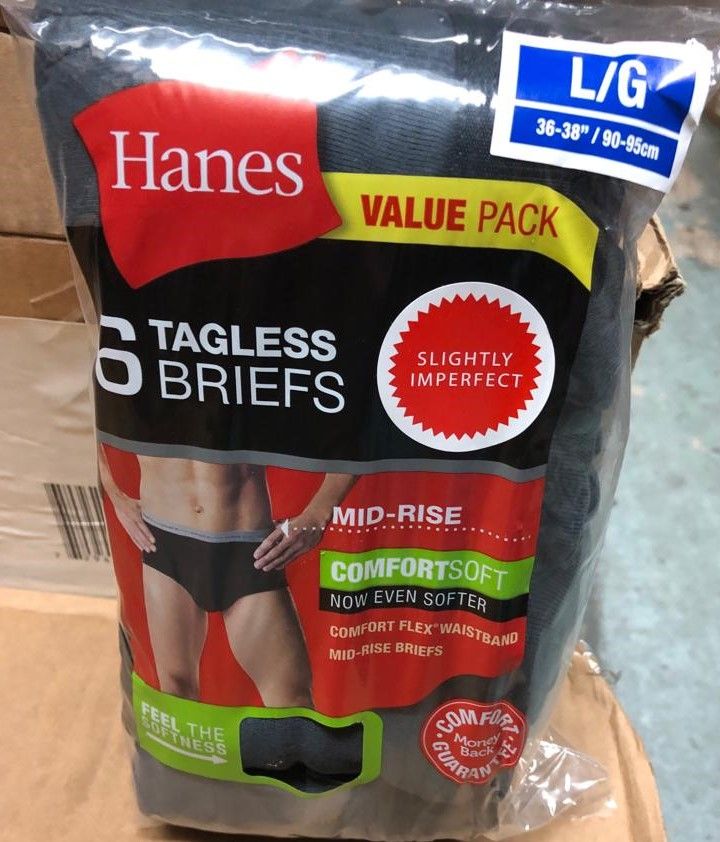 L/G
36-38" / 90-95cm
Hanes
VALUE PACK
6 TAGLESS
BRIEFS
SLIGHTLY
IMPERFECT
MID-RISE
COMFORTSOFT
NOW EVEN SOFTER
COMFORT FLEX® WAISTBAND
MID-RISE BRIEFS
FEEL THE
SOFTNESS
COMFORT
Money
Back
GUARANTEE